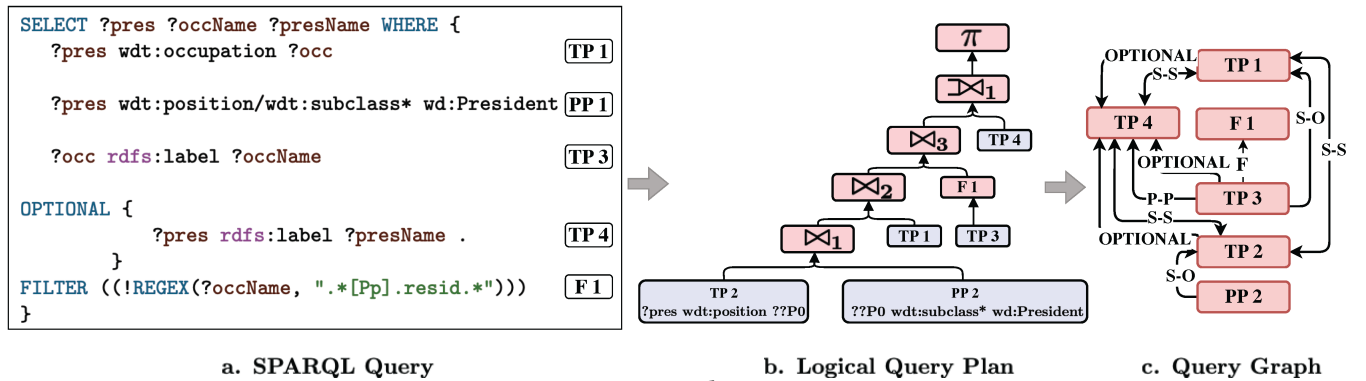 SELECT ?pres ?occName ?presName WHERE {
?pres wdt:occupation ?occ TP 1
?pres wdt:position/wdt:subclass* wd:President PP 1
?occ rdfs:label ?occName TP 3
OPTIONAL {
?pres rdfs:label ?presName . TP 4
}
FILTER ((!REGEX(?occName, ".*[Pp].resid.*"))) F 1
}
a. SPARQL Query
π
⟕1
⋈3 TP 4
⋈2 F 1
⋈1 TP 1 TP 3
TP 2
?pres wdt:position ??P0
PP 2
??P0 wdt:subclass* wd:President
b. Logical Query Plan
OPTIONAL
S-S
TP 1
TP 4
F 1
S-O
OPTIONAL
F
S-S
P-P
TP 3
S-S
OPTIONAL
TP 2
S-O
PP 2
c. Query Graph